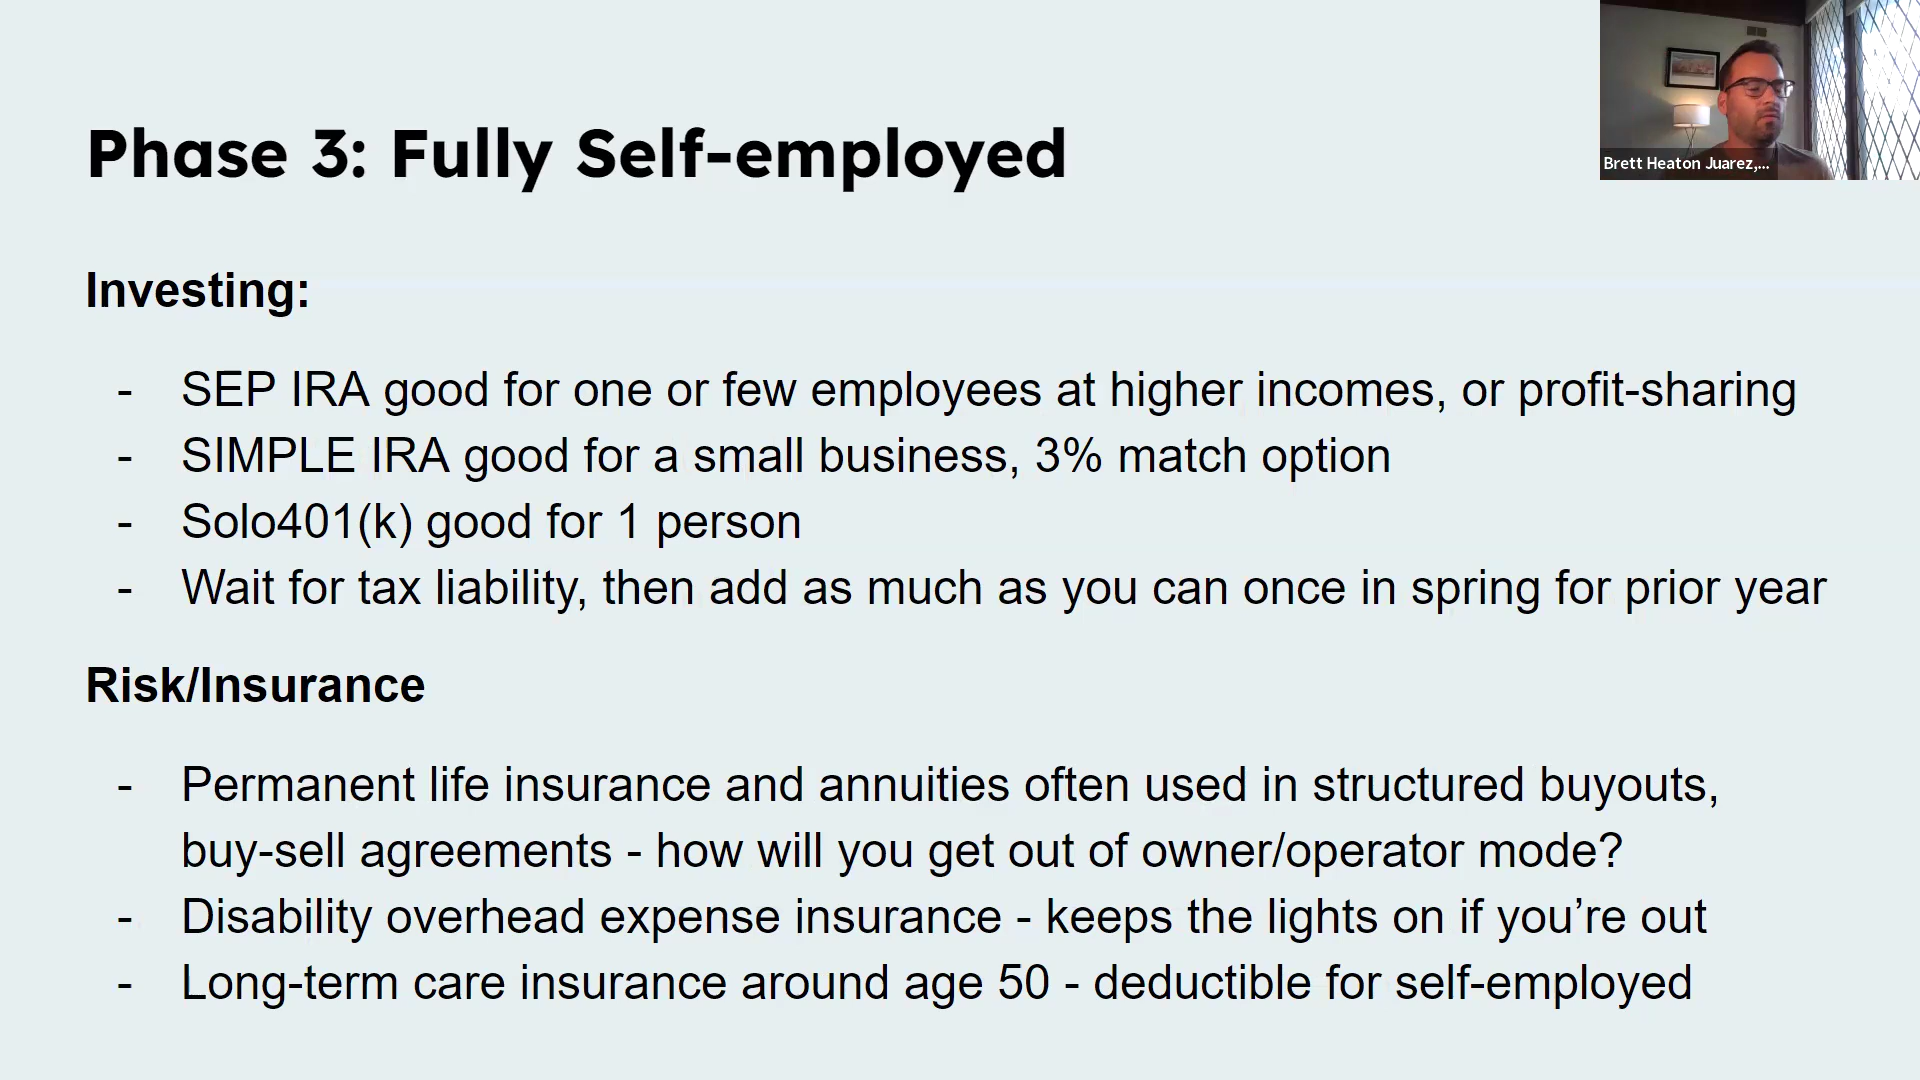 Phase 3: Fully Self-employed
Brett Heaton Juarez,...
Investing:
- SEP IRA good for one or few employees at higher incomes, or profit-sharing
- SIMPLE IRA good for a small business, 3% match option
- Solo401(k) good for 1 person
- Wait for tax liability, then add as much as you can once in spring for prior year
Risk/Insurance
- Permanent life insurance and annuities often used in structured buyouts,
buy-sell agreements - how will you get out of owner/operator mode?
- Disability overhead expense insurance - keeps the lights on if you’re out
- Long-term care insurance around age 50 - deductible for self-employed